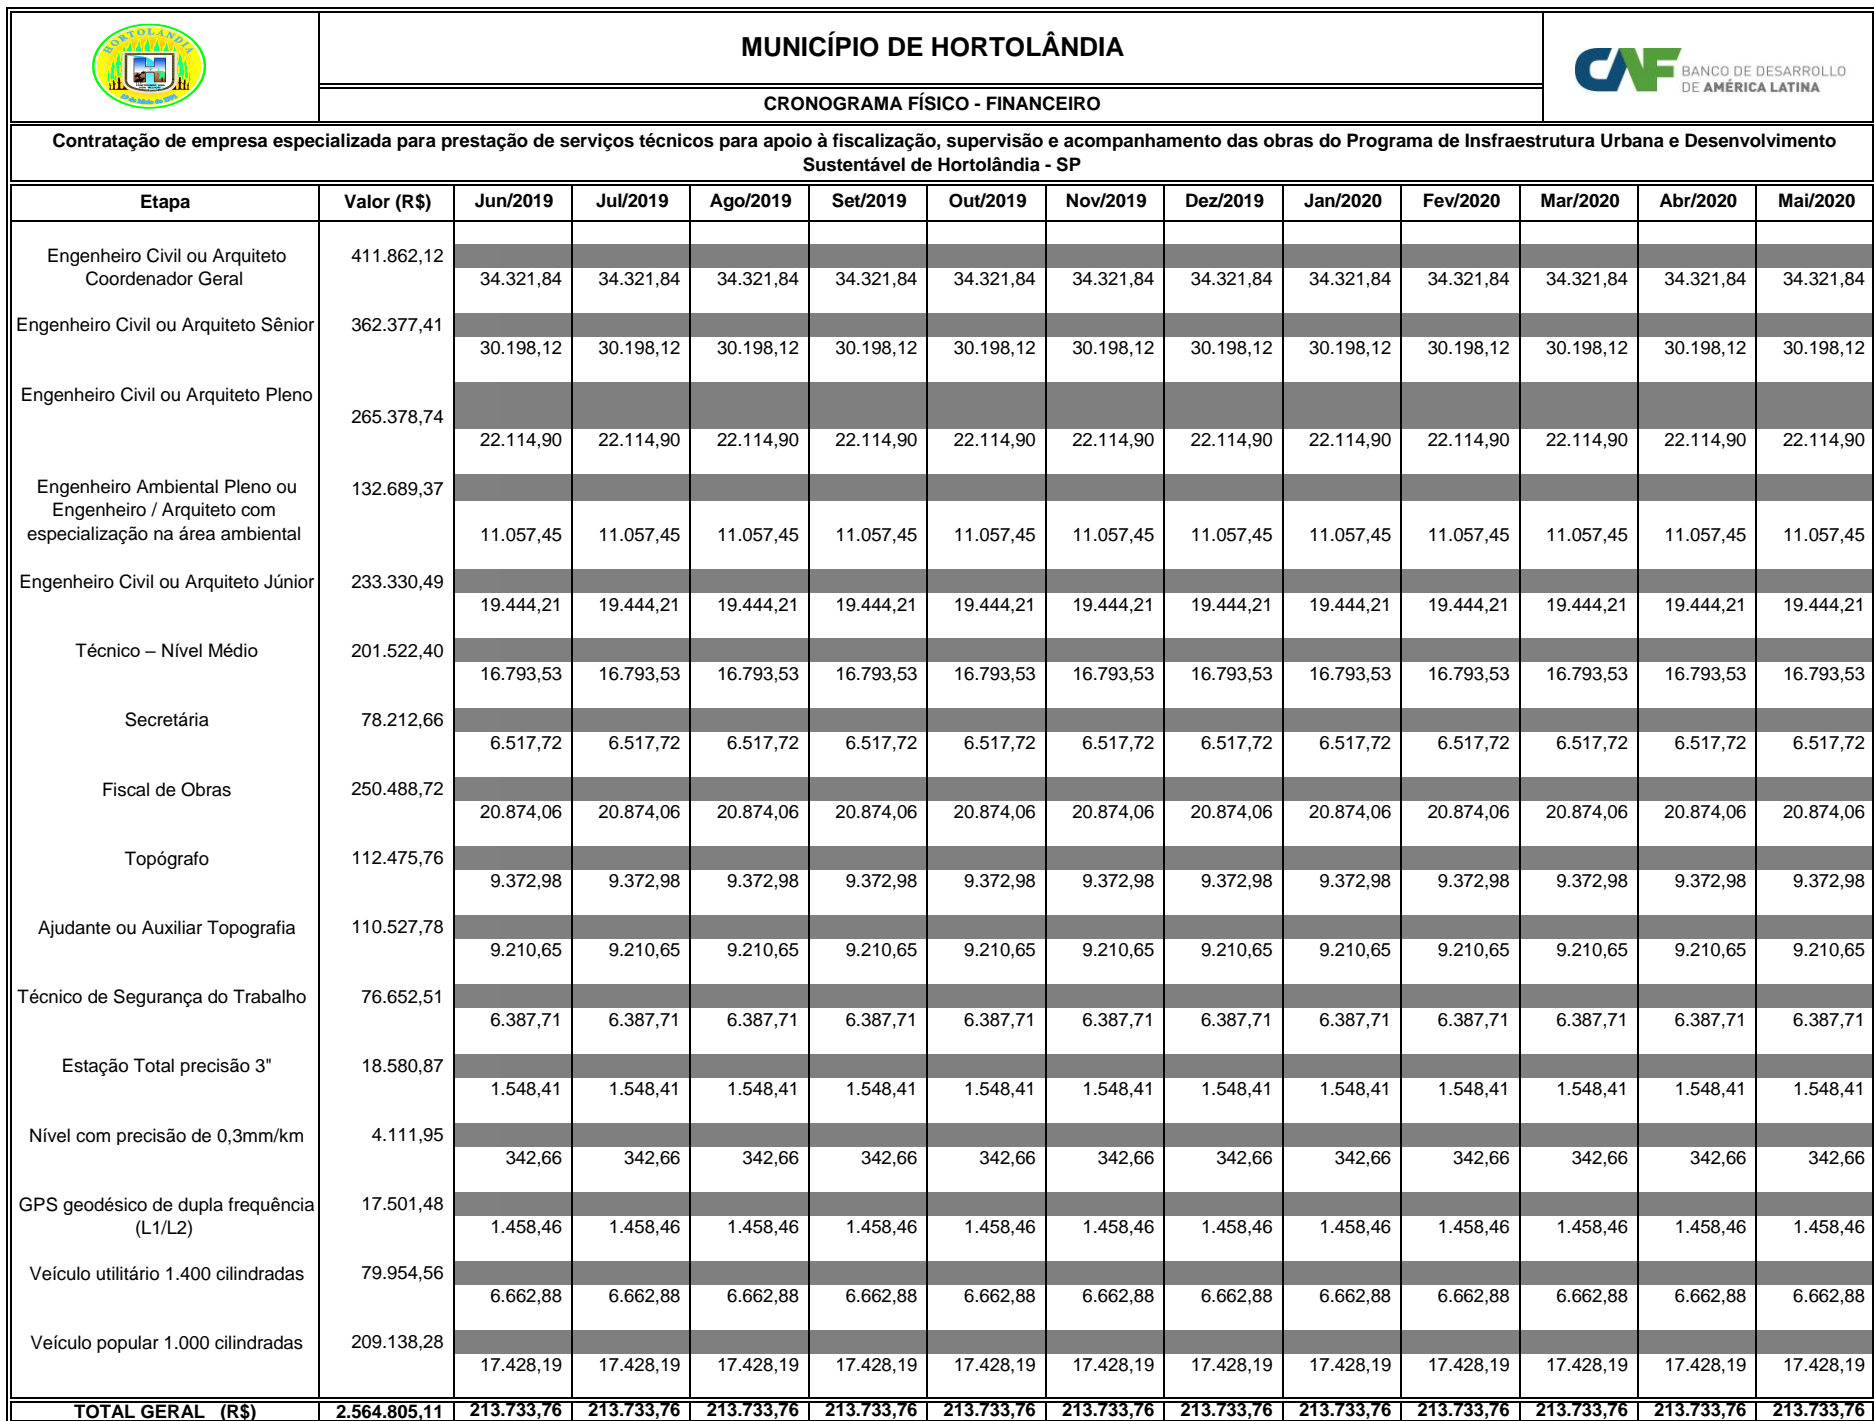 HORTOLANDIA
19 de Maio de 1991
MUNICÍPIO DE HORTOLÂNDIA
CRONOGRAMA FÍSICO - FINANCEIRO
CAF BANCO DE DESARROLLO
DE AMÉRICA LATINA
Contratação de empresa especializada para prestação de serviços técnicos para apoio à fiscalização, supervisão e acompanhamento das obras do Programa de Insfraestrutura Urbana e Desenvolvimento
Sustentável de Hortolândia - SP
Etapa Valor (R$) Jun/2019 Jul/2019 Ago/2019 Set/2019 Out/2019 Nov/2019 Dez/2019 Jan/2020 Fev/2020 Mar/2020 Abr/2020 Mai/2020
Engenheiro Civil ou Arquiteto 411.862,12
Coordenador Geral 34.321,84 34.321,84 34.321,84 34.321,84 34.321,84 34.321,84 34.321,84 34.321,84 34.321,84 34.321,84 34.321,84 34.321,84
Engenheiro Civil ou Arquiteto Sênior 362.377,41
30.198,12 30.198,12 30.198,12 30.198,12 30.198,12 30.198,12 30.198,12 30.198,12 30.198,12 30.198,12 30.198,12 30.198,12
Engenheiro Civil ou Arquiteto Pleno
265.378,74
22.114,90 22.114,90 22.114,90 22.114,90 22.114,90 22.114,90 22.114,90 22.114,90 22.114,90 22.114,90 22.114,90 22.114,90
Engenheiro Ambiental Pleno ou 132.689,37
Engenheiro / Arquiteto com
especialização na área ambiental 11.057,45 11.057,45 11.057,45 11.057,45 11.057,45 11.057,45 11.057,45 11.057,45 11.057,45 11.057,45 11.057,45 11.057,45
Engenheiro Civil ou Arquiteto Júnior 233.330,49
19.444,21 19.444,21 19.444,21 19.444,21 19.444,21 19.444,21 19.444,21 19.444,21 19.444,21 19.444,21 19.444,21 19.444,21
Técnico – Nível Médio 201.522,40
16.793,53 16.793,53 16.793,53 16.793,53 16.793,53 16.793,53 16.793,53 16.793,53 16.793,53 16.793,53 16.793,53 16.793,53
Secretária 78.212,66
6.517,72 6.517,72 6.517,72 6.517,72 6.517,72 6.517,72 6.517,72 6.517,72 6.517,72 6.517,72 6.517,72 6.517,72
Fiscal de Obras 250.488,72
20.874,06 20.874,06 20.874,06 20.874,06 20.874,06 20.874,06 20.874,06 20.874,06 20.874,06 20.874,06 20.874,06 20.874,06
Topógrafo 112.475,76
9.372,98 9.372,98 9.372,98 9.372,98 9.372,98 9.372,98 9.372,98 9.372,98 9.372,98 9.372,98 9.372,98 9.372,98
Ajudante ou Auxiliar Topografia 110.527,78
9.210,65 9.210,65 9.210,65 9.210,65 9.210,65 9.210,65 9.210,65 9.210,65 9.210,65 9.210,65 9.210,65 9.210,65
Técnico de Segurança do Trabalho 76.652,51
6.387,71 6.387,71 6.387,71 6.387,71 6.387,71 6.387,71 6.387,71 6.387,71 6.387,71 6.387,71 6.387,71 6.387,71
Estação Total precisão 3" 18.580,87
1.548,41 1.548,41 1.548,41 1.548,41 1.548,41 1.548,41 1.548,41 1.548,41 1.548,41 1.548,41 1.548,41 1.548,41
Nível com precisão de 0,3mm/km 4.111,95
342,66 342,66 342,66 342,66 342,66 342,66 342,66 342,66 342,66 342,66 342,66 342,66
GPS geodésico de dupla frequência 17.501,48
(L1/L2) 1.458,46 1.458,46 1.458,46 1.458,46 1.458,46 1.458,46 1.458,46 1.458,46 1.458,46 1.458,46 1.458,46 1.458,46
Veículo utilitário 1.400 cilindradas 79.954,56
6.662,88 6.662,88 6.662,88 6.662,88 6.662,88 6.662,88 6.662,88 6.662,88 6.662,88 6.662,88 6.662,88 6.662,88
Veículo popular 1.000 cilindradas 209.138,28
17.428,19 17.428,19 17.428,19 17.428,19 17.428,19 17.428,19 17.428,19 17.428,19 17.428,19 17.428,19 17.428,19 17.428,19
TOTAL GERAL (R$) 2.564.805,11 213.733,76 213.733,76 213.733,76 213.733,76 213.733,76 213.733,76 213.733,76 213.733,76 213.733,76 213.733,76 213.733,76 213.733,76